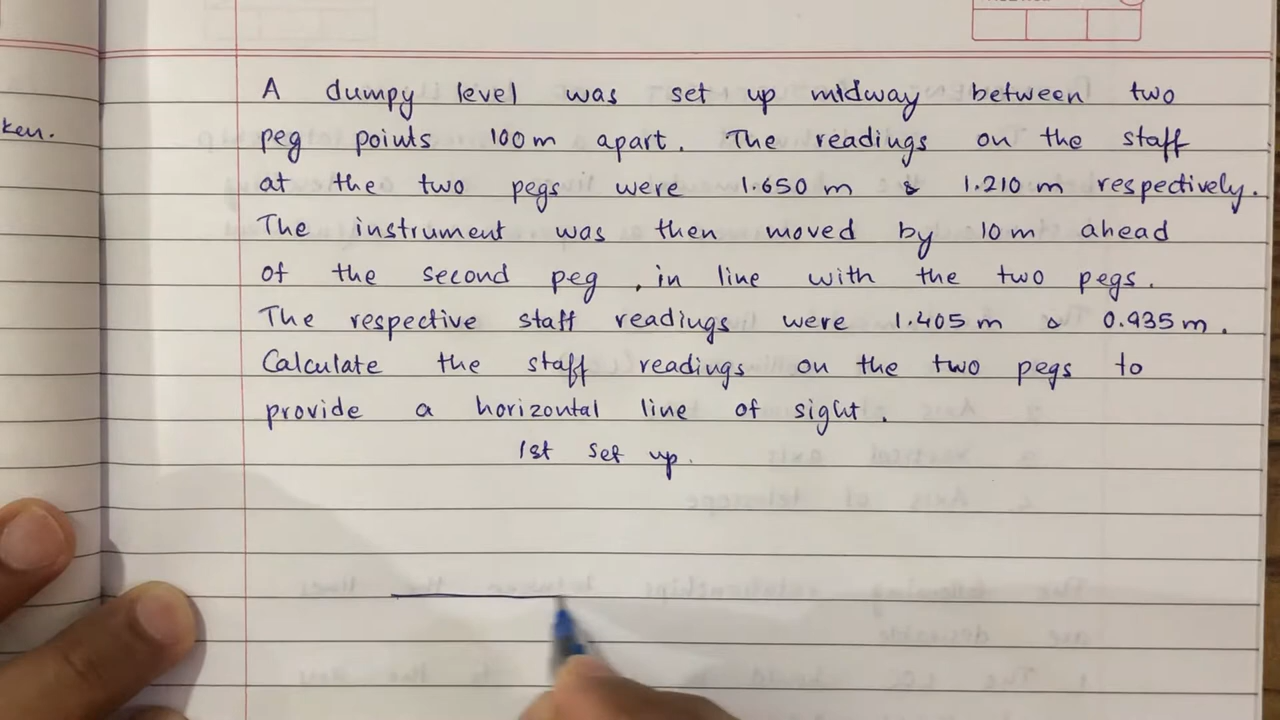 ken.
A dumpy level was set up midway between two
peg points 100m apart. The readings on the staff
at the two pegs were 1.650 m & 1.210 m respectively.
The instrument was then moved by 10m ahead
of the second peg , in line with the two pegs.
The respective staff readings were 1.405 m & 0.935 m.
Calculate the staff readings on the two pegs to
provide a horizontal line of sight.
1st set up.